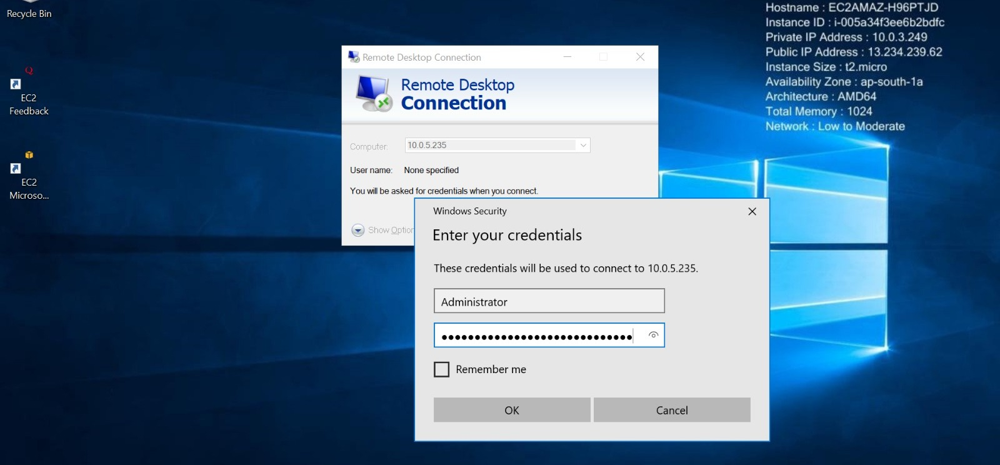 Recycle Bin
EC2
Feedback
EC2
Microso...
Hostname : EC2AMAZ-H96PTJD
Instance ID : i-005a34f3ee6b2bdfc
Private IP Address : 10.0.3.249
Public IP Address : 13.234.239.62
Instance Size : t2.micro
Availability Zone : ap-south-1a
Architecture : AMD64
Total Memory : 1024
Network : Low to Moderate
Remote Desktop Connection
Remote Desktop
Connection
Computer: 10.0.5.235
User name: None specified
You will be asked for credentials when you connect.
Show Option
Windows Security
Enter your credentials
These credentials will be used to connect to 10.0.5.235.
Administrator
Remember me
OK Cancel